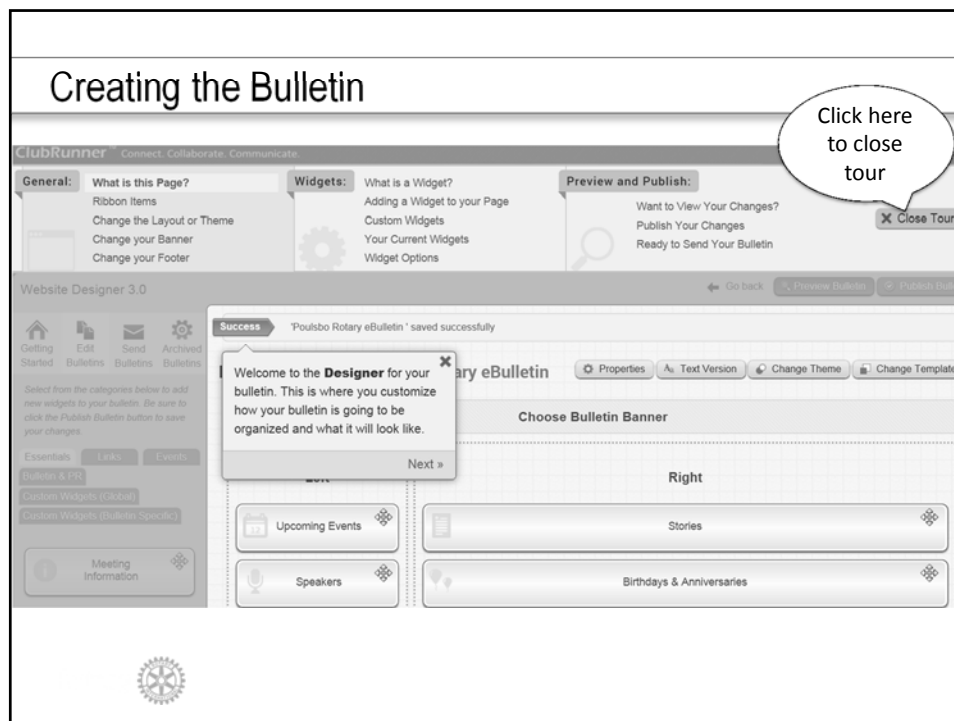 Creating the Bulletin
Click here
to close
tour
ClubRunner™ Connect. Collaborate. Communicate.
General:
What is this Page?
Ribbon Items
Change the Layout or Theme
Change your Banner
Change your Footer
Widgets:
What is a Widget?
Adding a Widget to your Page
Custom Widgets
Your Current Widgets
Widget Options
Preview and Publish:
Want to View Your Changes?
Publish Your Changes
Ready to Send Your Bulletin
Close Tour
Website Designer 3.0
Go back
Preview Bulletin
Publish
Getting Started
Edit Bulletins
Send Bulletins
Archived Bulletins
Select from the categories below to add
new widgets to your bulletin. Be sure to
click the Publish Bulletin button to save
your changes.
Essentials
Links
Events
Bulletin & PR
Custom Widgets (Global)
Custom Widgets (Bulletin Specific)
Meeting
Information
Success
'Poulsbo Rotary eBulletin ' saved successfully
Welcome to the Designer for your
bulletin. This is where you customize
how your bulletin is going to be
organized and what it will look like.
Next »
ary eBulletin
Properties
Text Version
Change Theme
Change Template
Choose Bulletin Banner
Right
12
Upcoming Events
Stories
Speakers
Birthdays & Anniversaries